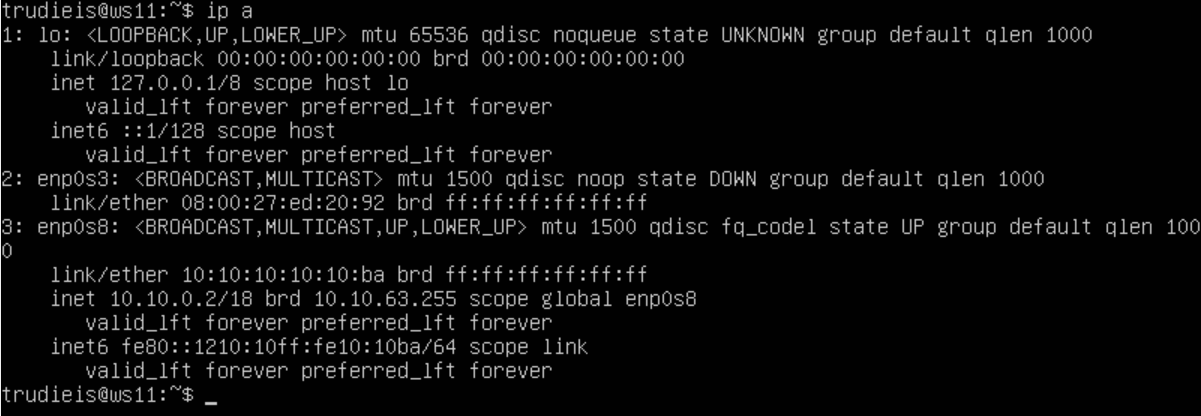 trudieis@ws11:~$ ip a
1: lo: <LOOPBACK,UP,LOWER_UP> mtu 65536 qdisc noqueue state UNKNOWN group default qlen 1000
    link/loopback 00:00:00:00:00:00 brd 00:00:00:00:00:00
    inet 127.0.0.1/8 scope host lo
       valid_lft forever preferred_lft forever
    inet6 ::1/128 scope host
       valid_lft forever preferred_lft forever
2: enp0s3: <BROADCAST,MULTICAST> mtu 1500 qdisc noop state DOWN group default qlen 1000
    link/ether 08:00:27:ed:20:92 brd ff:ff:ff:ff:ff:ff
3: enp0s8: <BROADCAST,MULTICAST,UP,LOWER_UP> mtu 1500 qdisc fq_codel state UP group default qlen 100
0
    link/ether 10:10:10:10:10:ba brd ff:ff:ff:ff:ff:ff
    inet 10.10.0.2/18 brd 10.10.63.255 scope global enp0s8
       valid_lft forever preferred_lft forever
    inet6 fe80::1210:10ff:fe10:10ba/64 scope link
       valid_lft forever preferred_lft forever
trudieis@ws11:~$ _